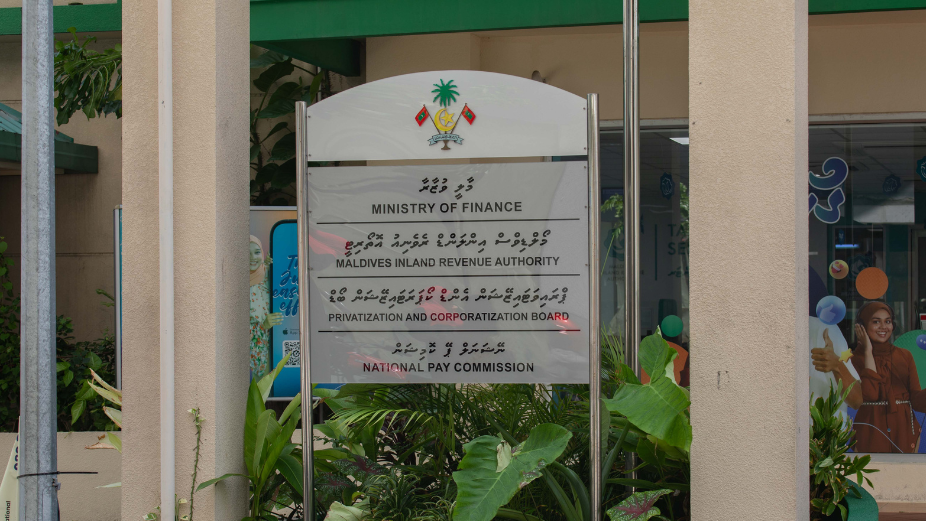 މާލީ ވުޒާރާ
MINISTRY OF FINANCE
މޯލްޑިވްސް އިންލަންޑް ރެވެނިއު އޮތޯރިޓީ
MALDIVES INLAND REVENUE AUTHORITY
ޕްރައިވަޓައިޒޭޝަން އެންޑް ކޯޕަރަޓައިޒޭޝަން ބޯޑް
PRIVATIZATION AND CORPORATIZATION BOARD
ނޭޝަނަލް ޕޭ ކޮމިޝަން
NATIONAL PAY COMMISSION